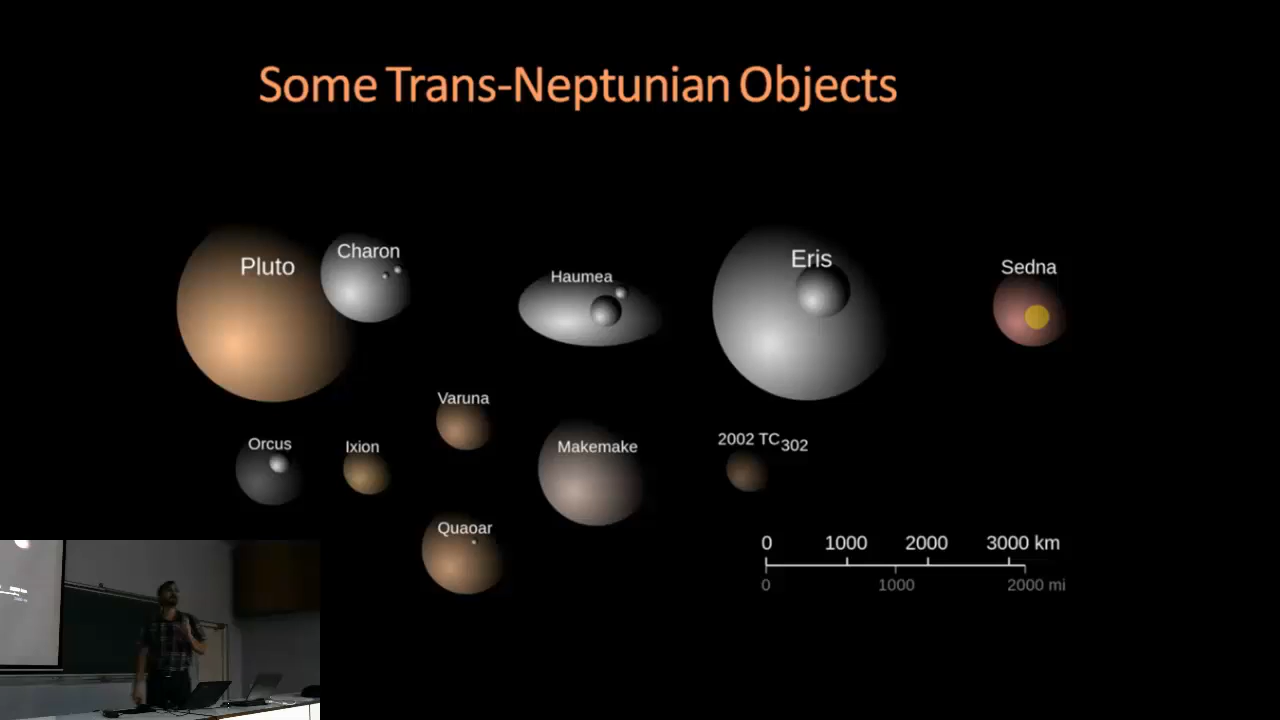 Some Trans-Neptunian Objects
Pluto
Charon
Haumea
Eris
Sedna
Varuna
Orcus
Ixion
Makemake
2002 TC302
Quaoar
0 1000 2000 3000 km
0 1000 2000 mi